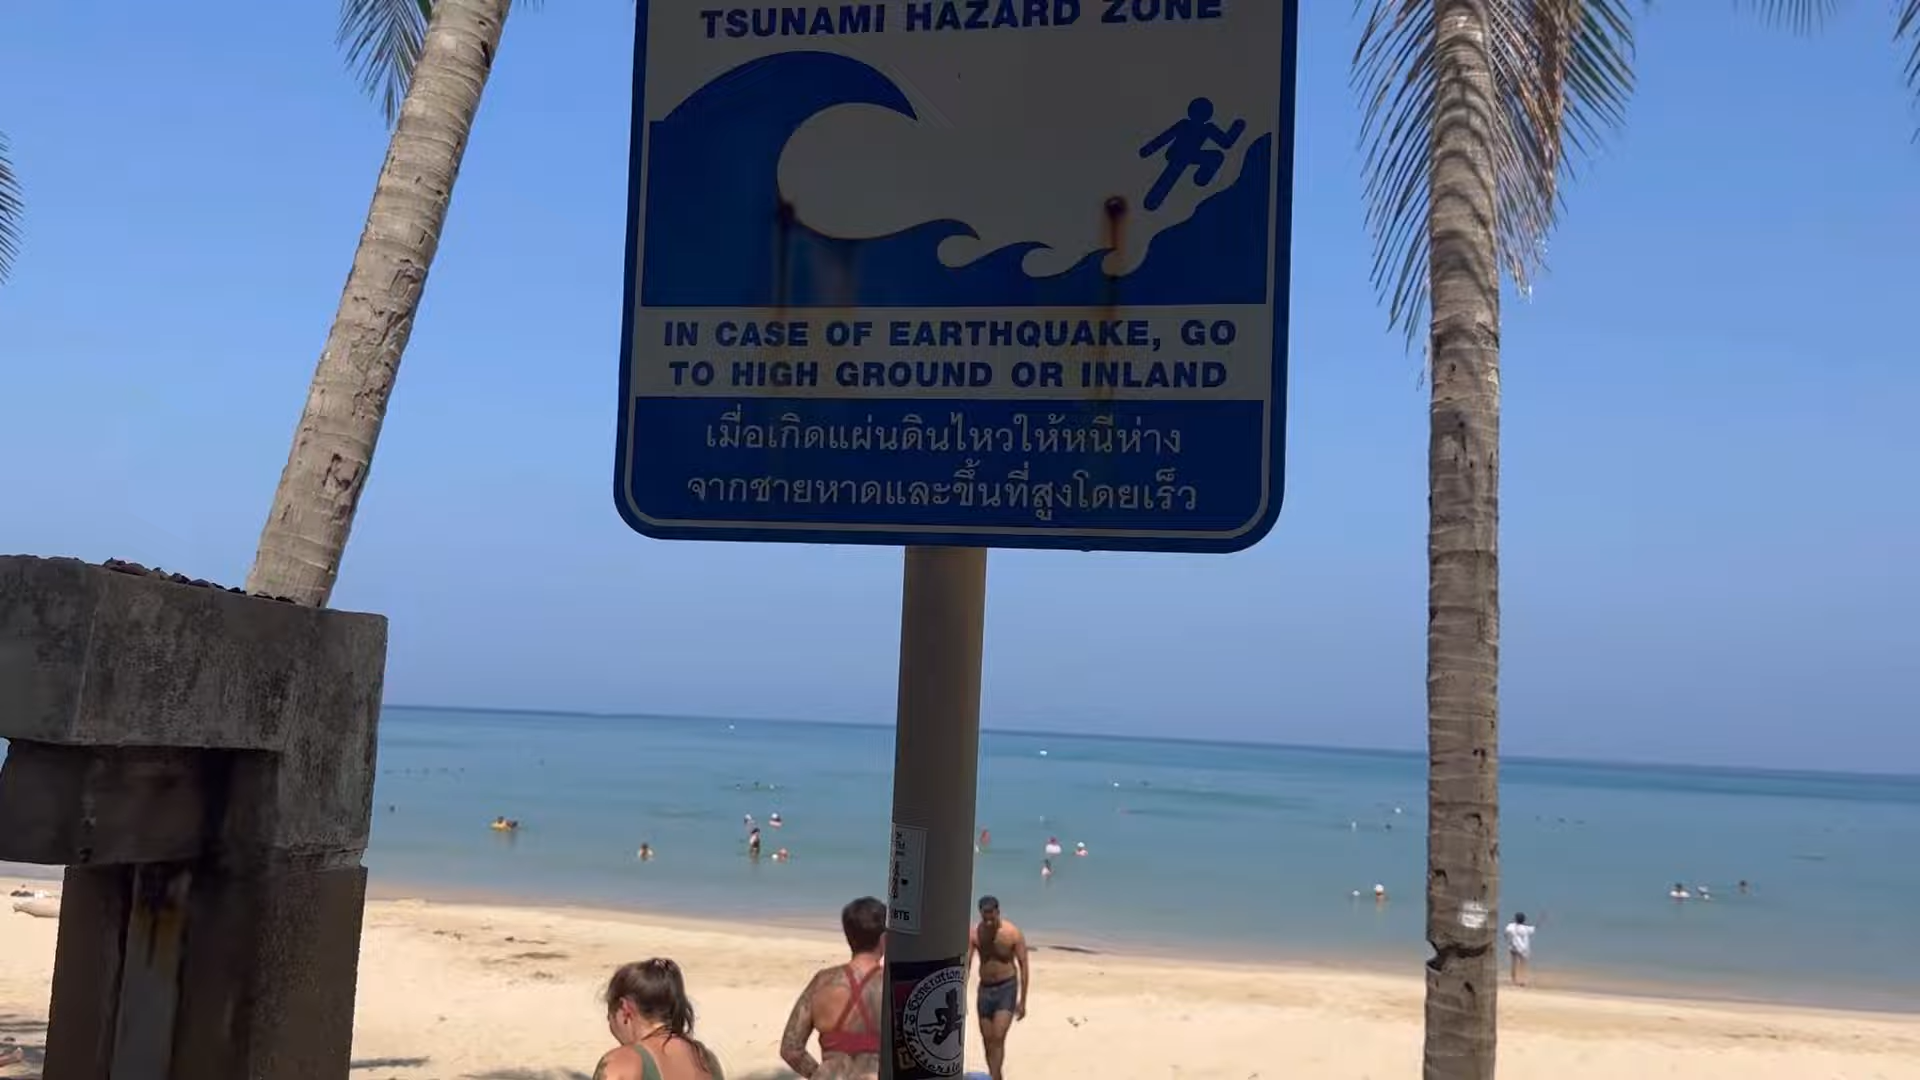 TSUNAMI HAZARD ZONE
IN CASE OF EARTHQUAKE, GO
TO HIGH GROUND OR INLAND
เมื่อเกิดแผ่นดินไหวให้หนีห่าง
จากชายหาดและขึ้นที่สูงโดยเร็ว
Generation